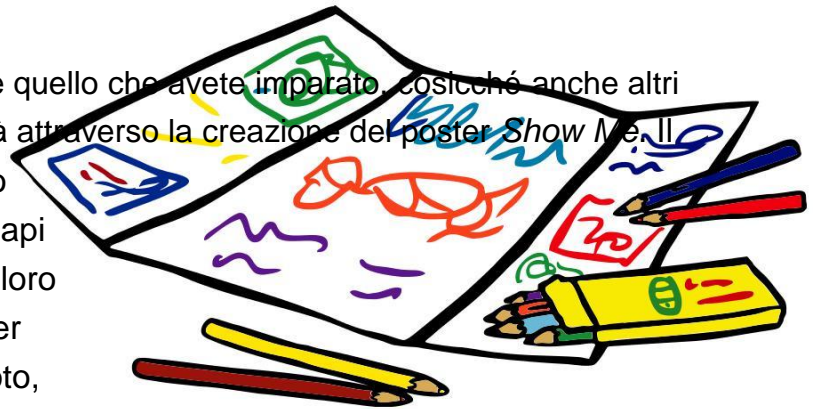 e quello che avete imparato, cosicché anche altri
attraverso la creazione del poster Show Me. Il
o
api
loro
er
oto,